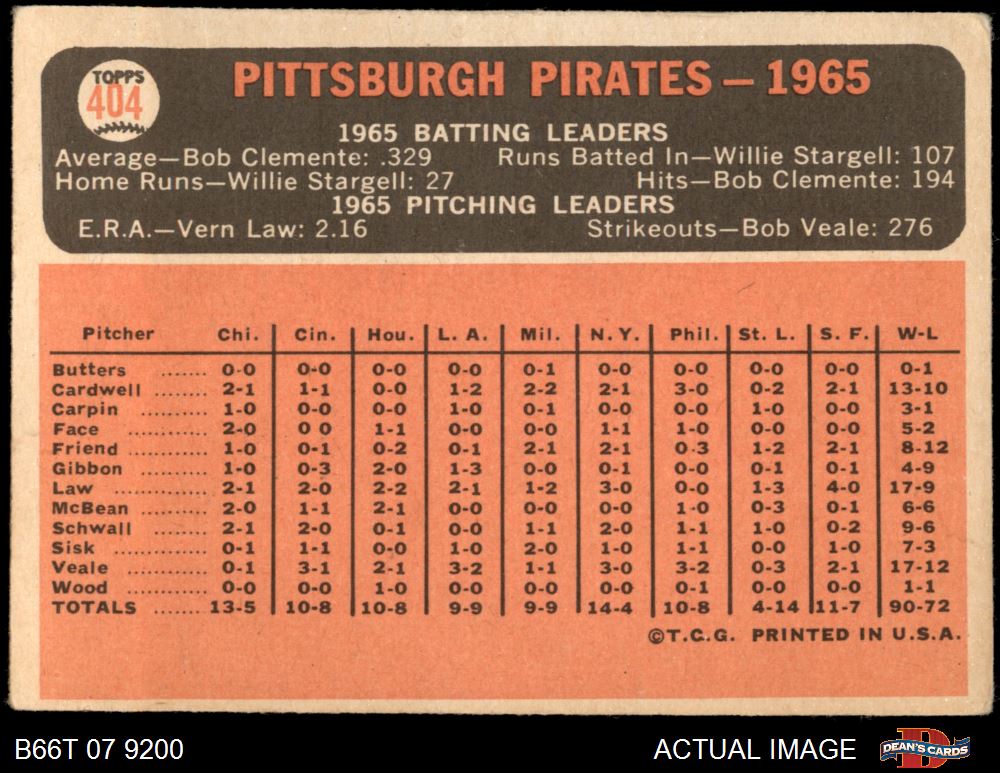 TOPPS
404
PITTSBURGH PIRATES – 1965
1965 BATTING LEADERS
Average—Bob Clemente: .329 Runs Batted In—Willie Stargell: 107
Home Runs—Willie Stargell: 27 Hits—Bob Clemente: 194
1965 PITCHING LEADERS
E.R.A.—Vern Law: 2.16 Strikeouts—Bob Veale: 276
Pitcher Chi. Cin. Hou. L. A. Mil. N. Y. Phil. St. L. S. F. W-L
Butters ....... 0-0 0-0 0-0 0-0 0-1 0-0 0-0 0-0 0-0 0-1
Cardwell ........ 2-1 1-1 0-0 1-2 2-2 2-1 3-0 0-2 2-1 13-10
Carpin .......... 1-0 0-0 0-0 1-0 0-1 0-0 0-0 1-0 0-0 3-1
Face ............ 2-0 0 0 1-1 0-0 0-0 1-1 1-0 0-0 0-0 5-2
Friend .......... 1-0 0-1 0-2 0-1 2-1 2-1 0-3 1-2 2-1 8-12
Gibbon .......... 1-0 0-3 2-0 1-3 0-0 0-1 0-0 0-1 0-1 4-9
Law .............. 2-1 2-0 2-2 2-1 1-2 3-0 0-0 1-3 4-0 17-9
McBean ......... 2-0 1-1 2-1 0-0 0-0 0-0 1-0 0-3 0-1 6-6
Schwall ......... 2-1 2-0 0-1 0-0 1-1 2-0 1-1 1-0 0-2 9-6
Sisk .............. 0-1 1-1 0-0 1-0 2-0 1-0 1-1 0-0 1-0 7-3
Veale ............ 0-1 3-1 2-1 3-2 1-1 3-0 3-2 0-3 2-1 17-12
Wood ............ 0-0 0-0 1-0 0-0 0-0 0-0 0-1 0-0 0-0 1-1
TOTALS ...... 13-5 10-8 10-8 9-9 9-9 14-4 10-8 4-14 11-7 90-72
©T.C.G. PRINTED IN U.S.A.
B66T 07 9200 ACTUAL IMAGE DEAN'S CARDS